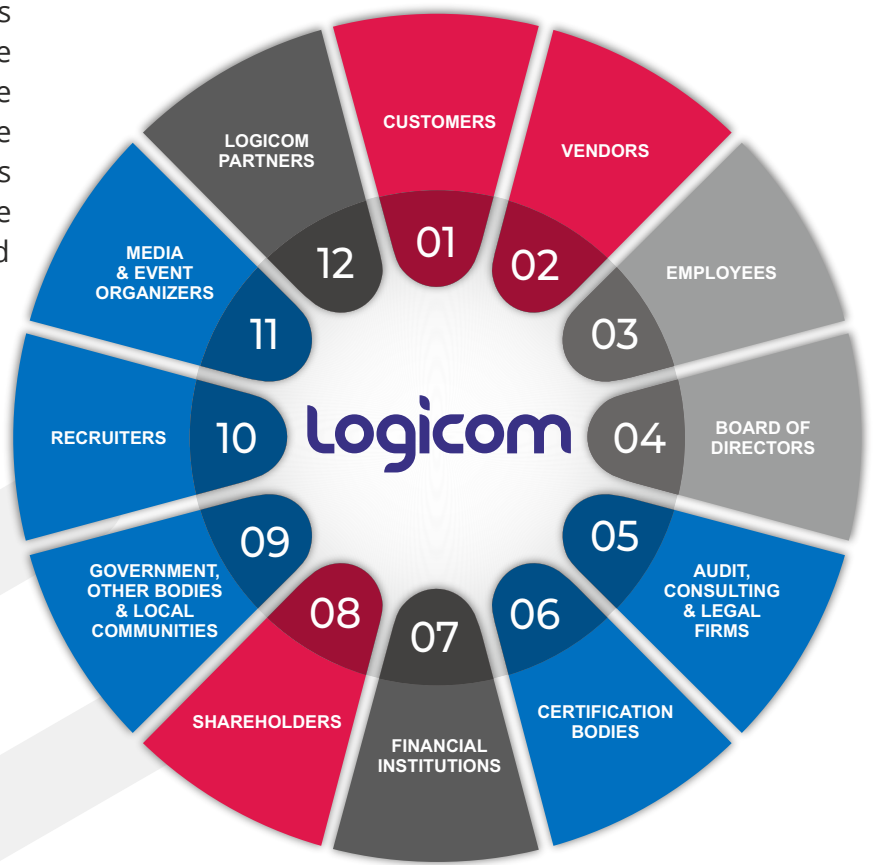 s
e
e
e
s
e
d
CUSTOMERS
01
VENDORS
02
EMPLOYEES
03
BOARD OF
DIRECTORS
04
AUDIT,
CONSULTING
& LEGAL
FIRMS
05
CERTIFICATION
BODIES
06
FINANCIAL
INSTITUTIONS
07
SHAREHOLDERS
08
GOVERNMENT,
OTHER BODIES
& LOCAL
COMMUNITIES
09
RECRUITERS
10
MEDIA
& EVENT
ORGANIZERS
11
LOGICOM
PARTNERS
12
Logicom